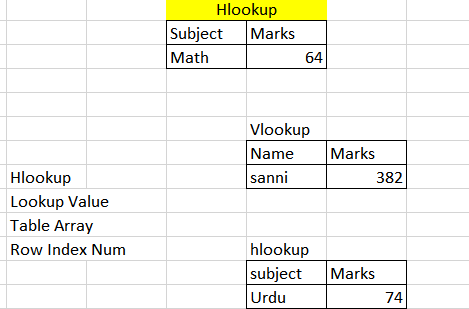 Hlookup
Subject Marks
Math 64
Vlookup
Name Marks
Hlookup sanni 382
Lookup Value
Table Array
Row Index Num hlookup
subject Marks
Urdu 74